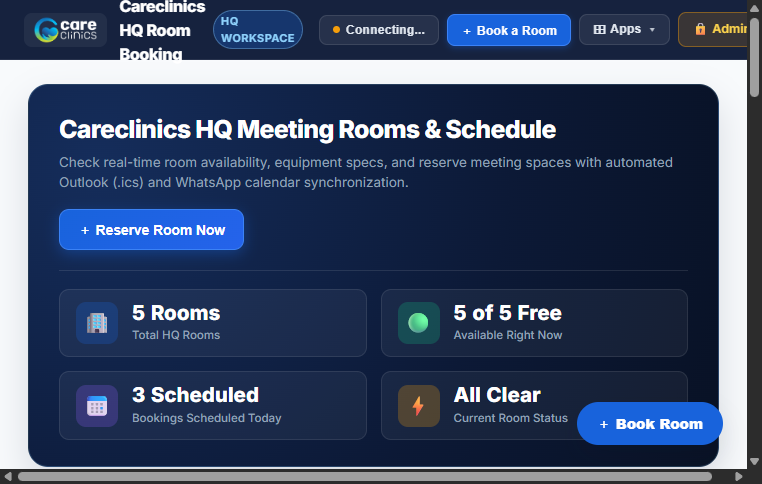 care
clinics
Careclinics
HQ Room
Booking
HQ
WORKSPACE
Connecting...
+ Book a Room
Apps
Admin
Careclinics HQ Meeting Rooms & Schedule
Check real-time room availability, equipment specs, and reserve meeting spaces with automated
Outlook (.ics) and WhatsApp calendar synchronization.
+ Reserve Room Now
5 Rooms
Total HQ Rooms
5 of 5 Free
Available Right Now
3 Scheduled
Bookings Scheduled Today
All Clear
Current Room Status
+ Book Room